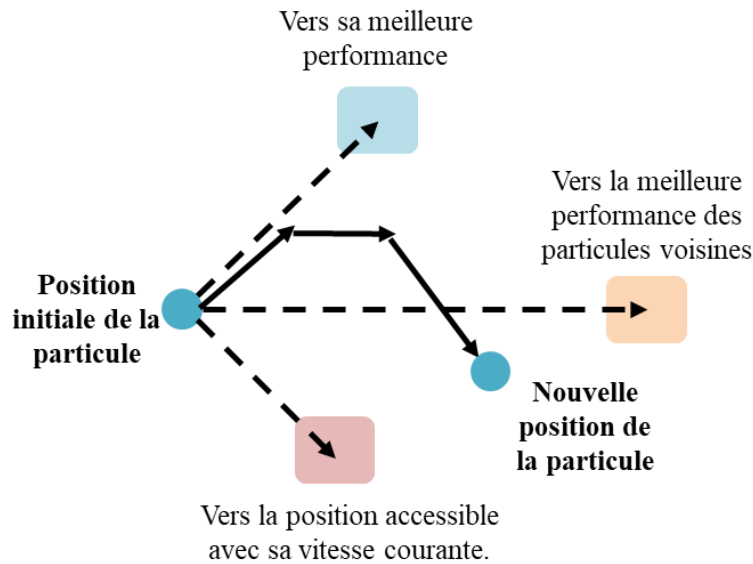 Vers sa meilleure
performance
Vers la meilleure
performance des
particules voisines
Position
initiale de la
particule
Nouvelle
position de
la particule
Vers la position accessible
avec sa vitesse courante.